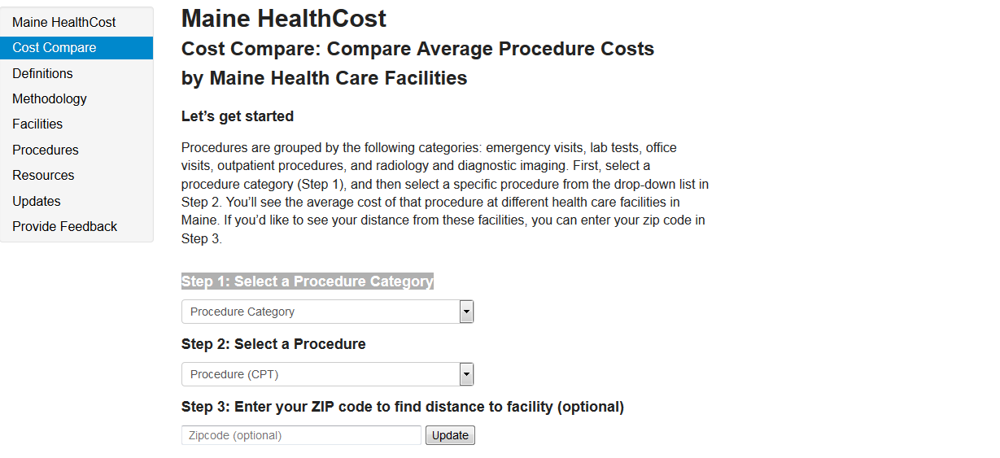 Maine HealthCost
Cost Compare
Definitions
Methodology
Facilities
Procedures
Resources
Updates
Provide Feedback
Maine HealthCost
Cost Compare: Compare Average Procedure Costs
by Maine Health Care Facilities
Let’s get started
Procedures are grouped by the following categories: emergency visits, lab tests, office
visits, outpatient procedures, and radiology and diagnostic imaging. First, select a
procedure category (Step 1), and then select a specific procedure from the drop-down list in
Step 2. You’ll see the average cost of that procedure at different health care facilities in
Maine. If you’d like to see your distance from these facilities, you can enter your zip code in
Step 3.
Step 1: Select a Procedure Category
Procedure Category
Step 2: Select a Procedure
Procedure (CPT)
Step 3: Enter your ZIP code to find distance to facility (optional)
Zipcode (optional) Update